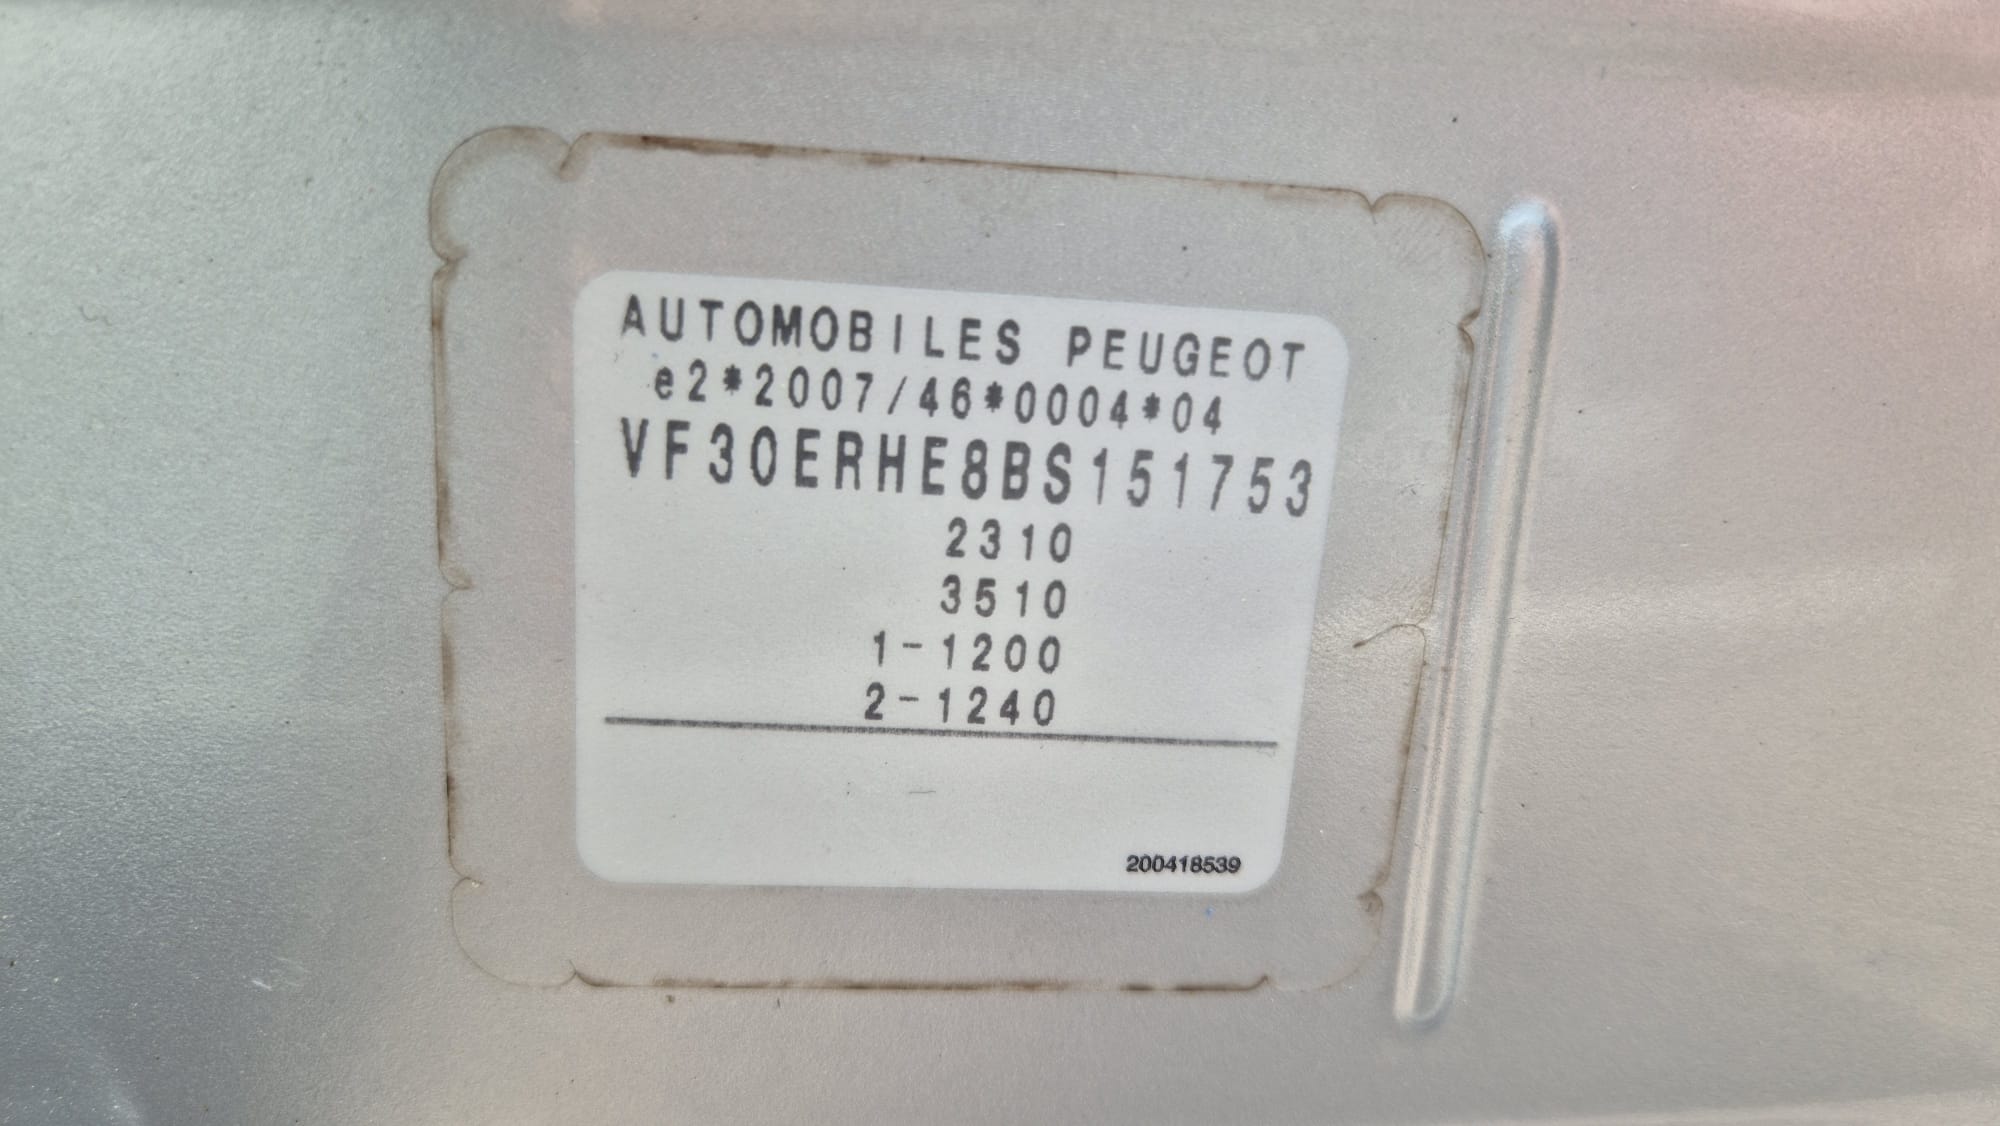 AUTOMOBILES PEUGEOT
e2*2007/46*0004*04
VF30ERHE8BS151753
2310
3510
1-1200
2-1240
200418539